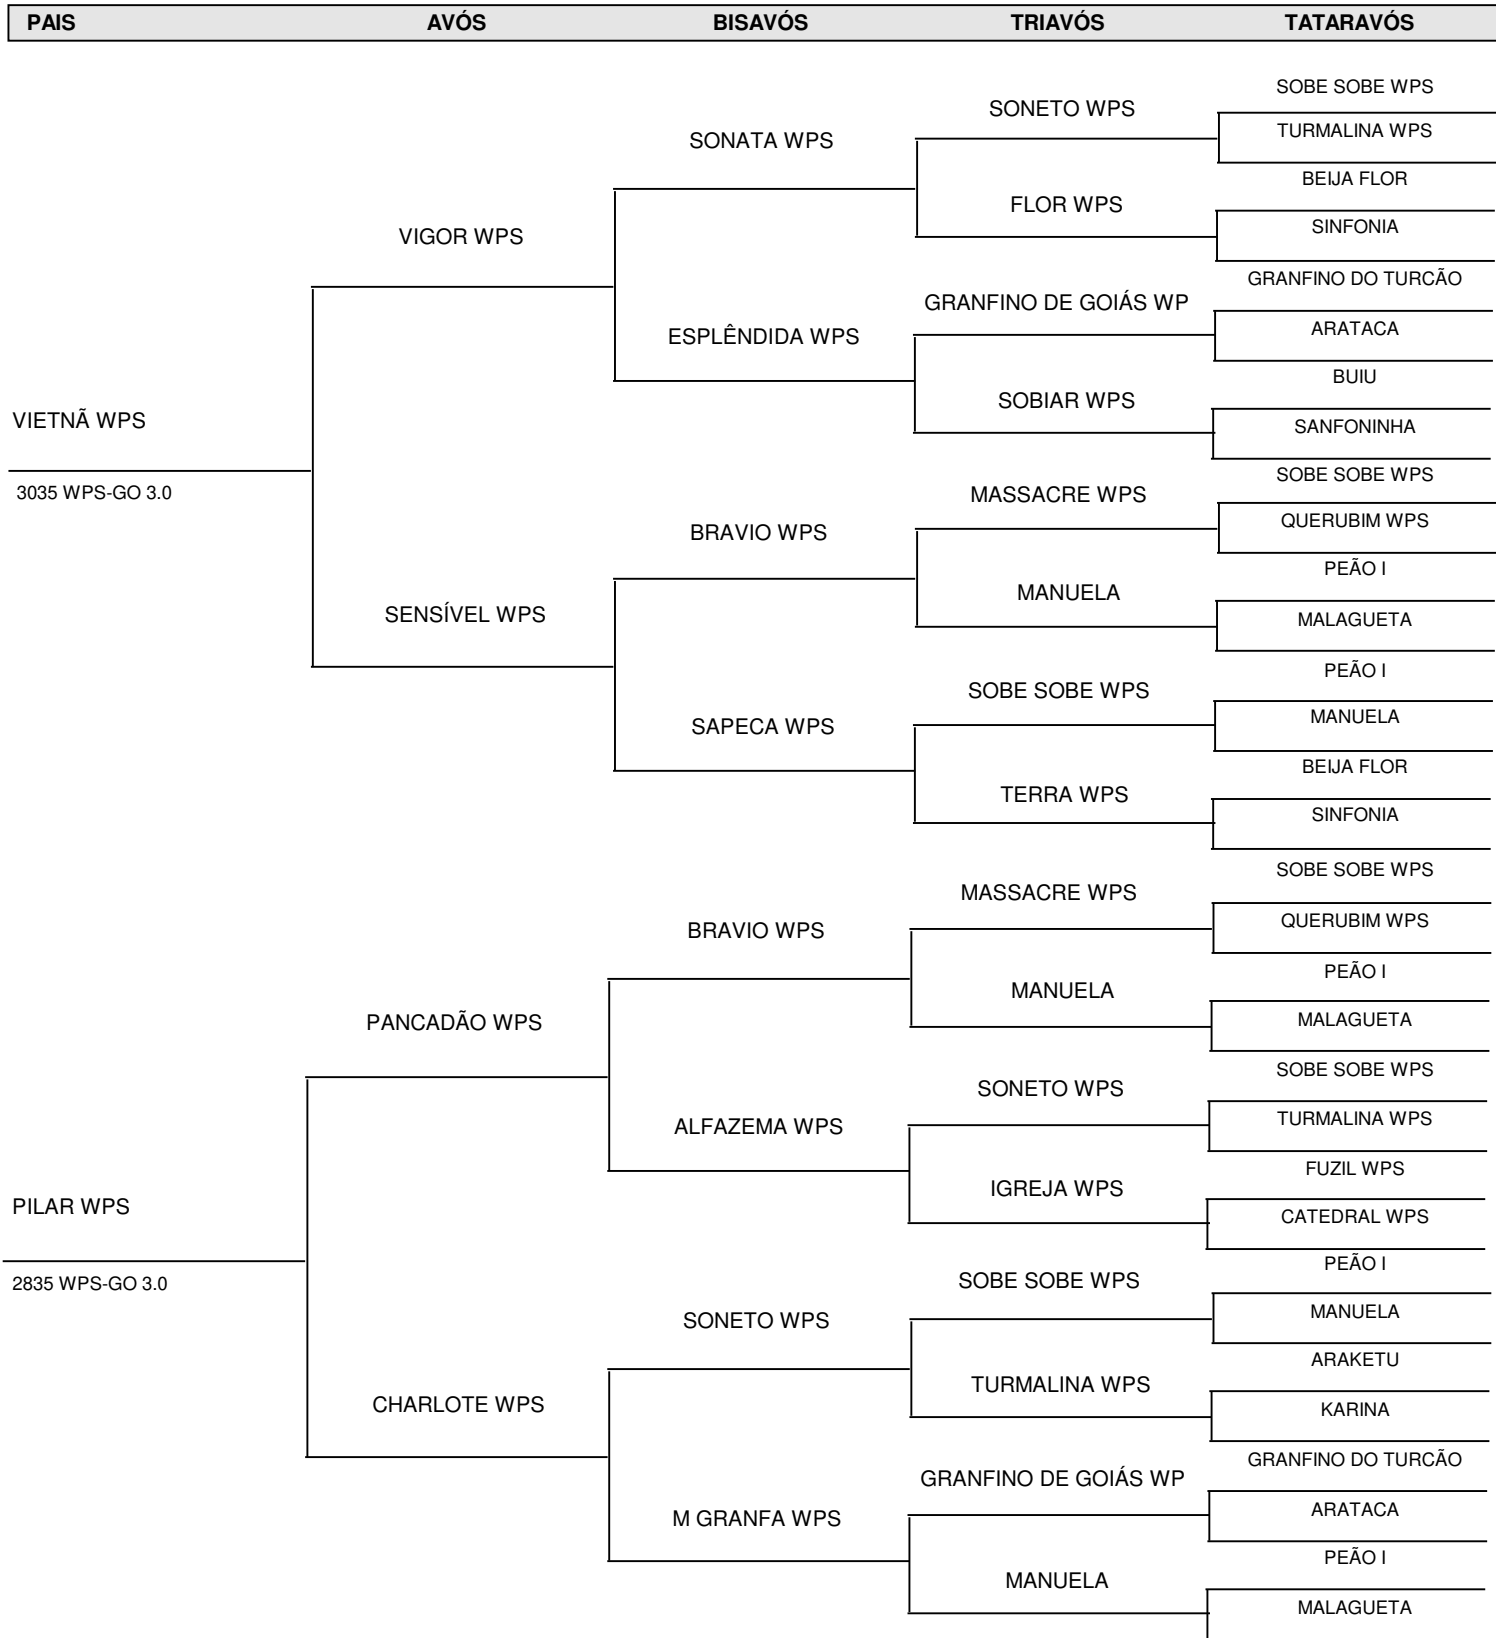 PAIS AVÓS BISAVÓS TRIAVÓS TATARAVÓS
SOBE SOBE WPS
SONETO WPS
TURMALINA WPS
SONATA WPS
BEIJA FLOR
FLOR WPS
SINFONIA
VIGOR WPS
GRANFINO DO TURCÃO
GRANFINO DE GOIÁS WP
ARATACA
ESPLÊNDIDA WPS
BUIU
SOBIAR WPS
VIETNÃ WPS
SANFONINHA
SOBE SOBE WPS
3035 WPS-GO 3.0
MASSACRE WPS
QUERUBIM WPS
BRAVIO WPS
PEÃO I
MANUELA
SENSÍVEL WPS
MALAGUETA
PEÃO I
SOBE SOBE WPS
MANUELA
SAPECA WPS
BEIJA FLOR
TERRA WPS
SINFONIA
SOBE SOBE WPS
MASSACRE WPS
QUERUBIM WPS
BRAVIO WPS
PEÃO I
MANUELA
PANCADÃO WPS
MALAGUETA
SOBE SOBE WPS
SONETO WPS
TURMALINA WPS
ALFAZEMA WPS
FUZIL WPS
IGREJA WPS
PILAR WPS
CATEDRAL WPS
PEÃO I
2835 WPS-GO 3.0
SOBE SOBE WPS
MANUELA
SONETO WPS
ARAKETU
TURMALINA WPS
CHARLOTE WPS
KARINA
GRANFINO DO TURCÃO
GRANFINO DE GOIÁS WP
ARATACA
M GRANFA WPS
PEÃO I
MANUELA
MALAGUETA